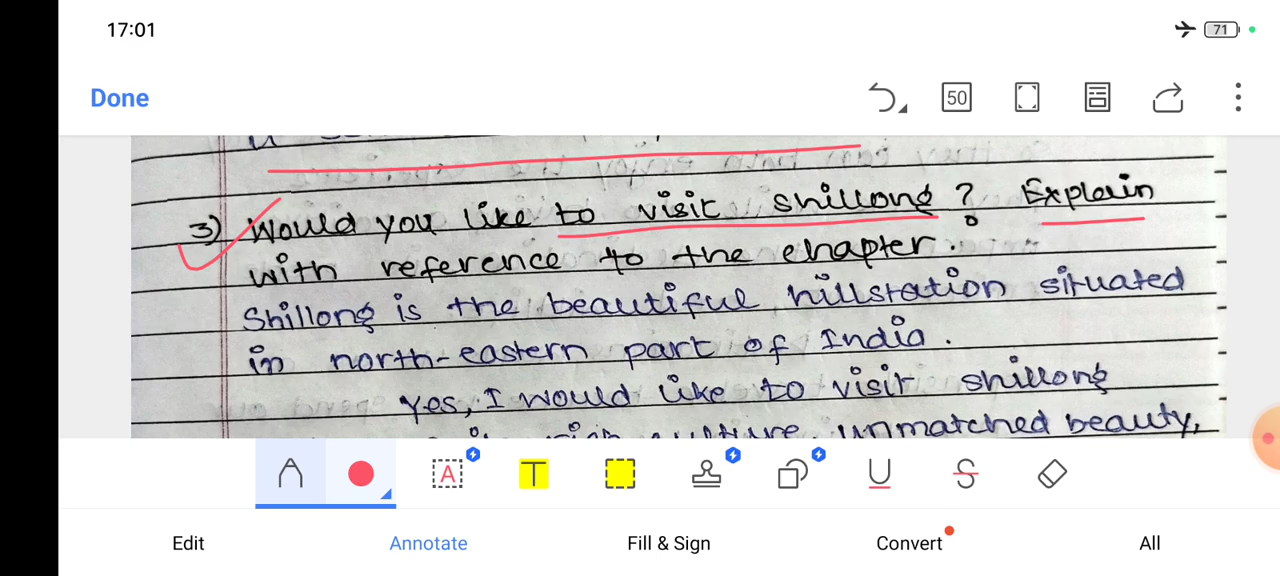 17:01
71
Done
50
3) Would you like to visit shillong? Explain
with reference to the chapter.
Shillong is the beautiful hillstation situated
in north-eastern part of India.
Yes, I would like to visit shillong
culture, unmatched beauty,
A T U S
Edit Annotate Fill & Sign Convert All